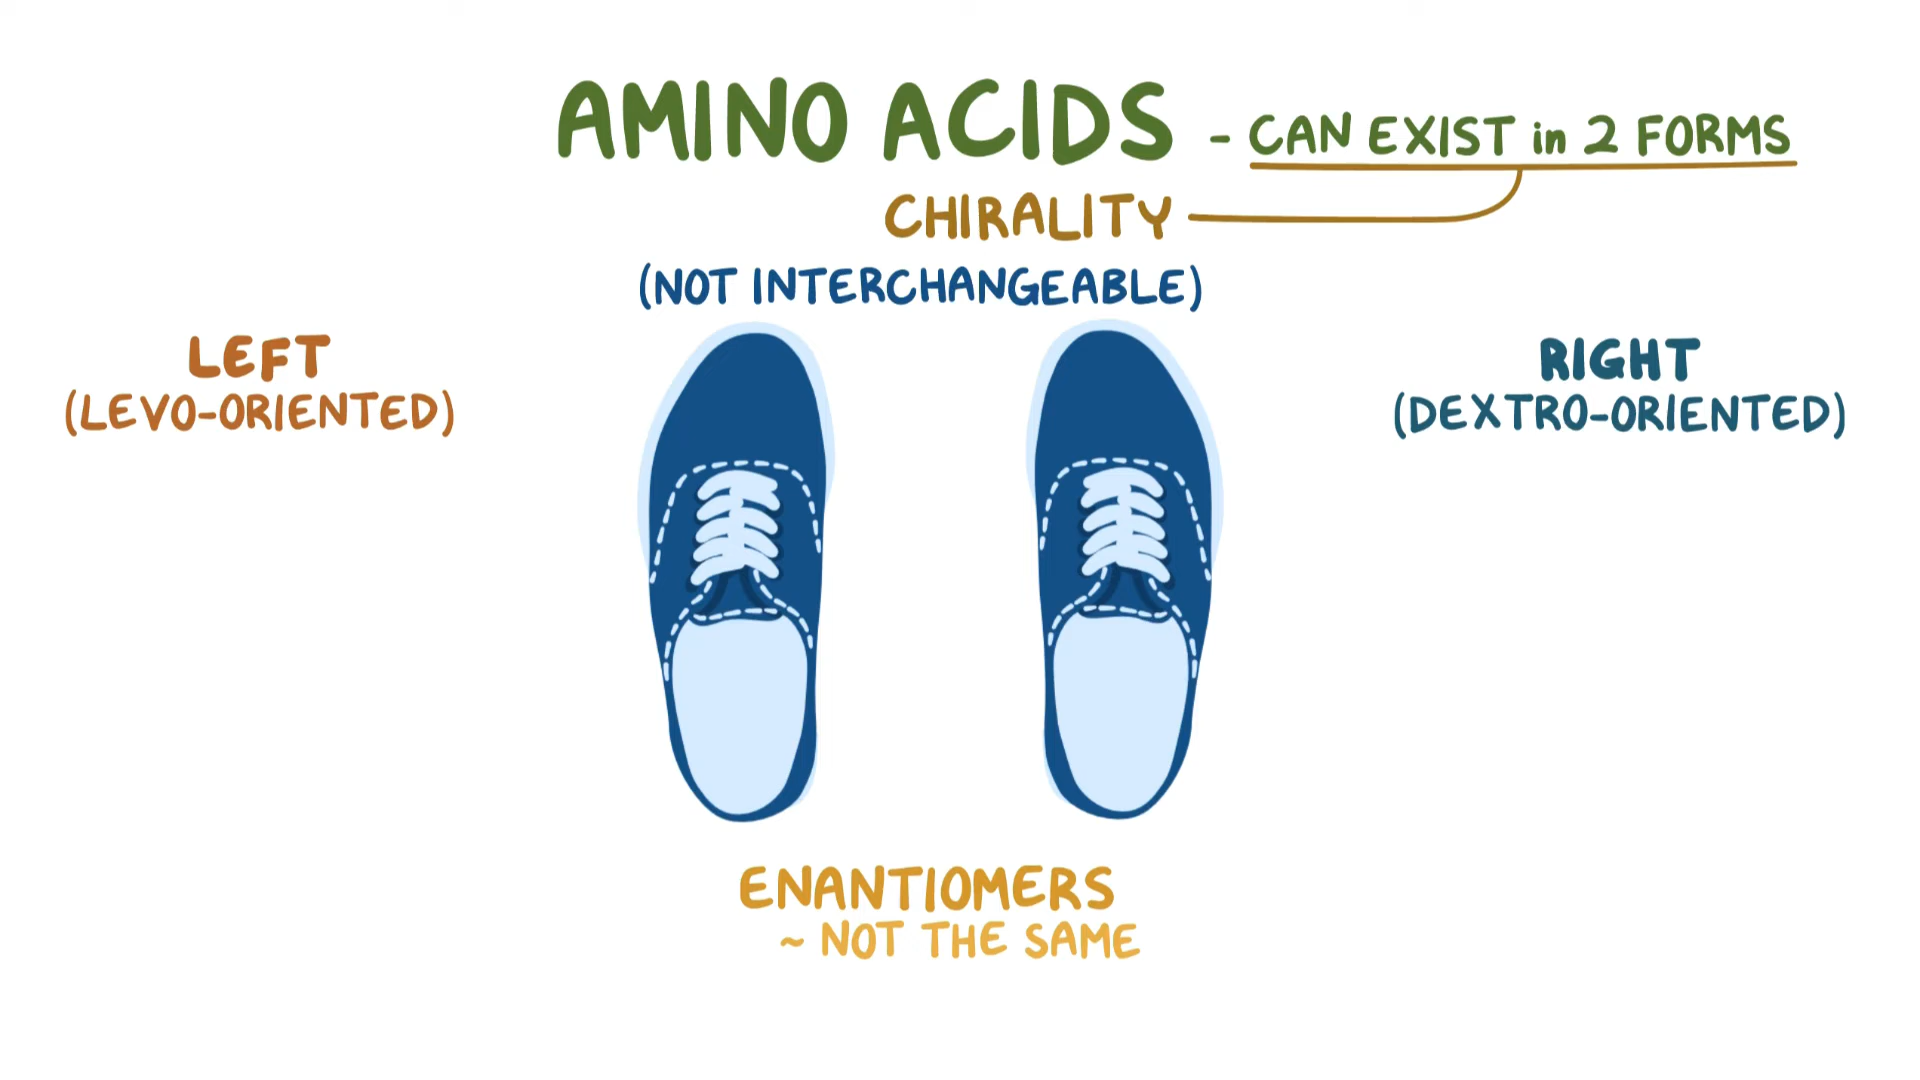 AMINO ACIDS - CAN EXIST in 2 FORMS
CHIRALITY
(NOT INTERCHANGEABLE)
LEFT
(LEVO-ORIENTED)
RIGHT
(DEXTRO-ORIENTED)
ENANTIOMERS
~ NOT THE SAME